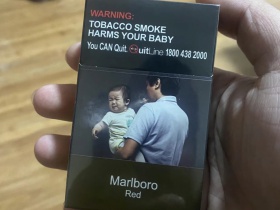 WARNING:
TOBACCO SMOKE
HARMS YOUR BABY
You CAN Quit. QuitLine 1800 438 2000
Marlboro
Red